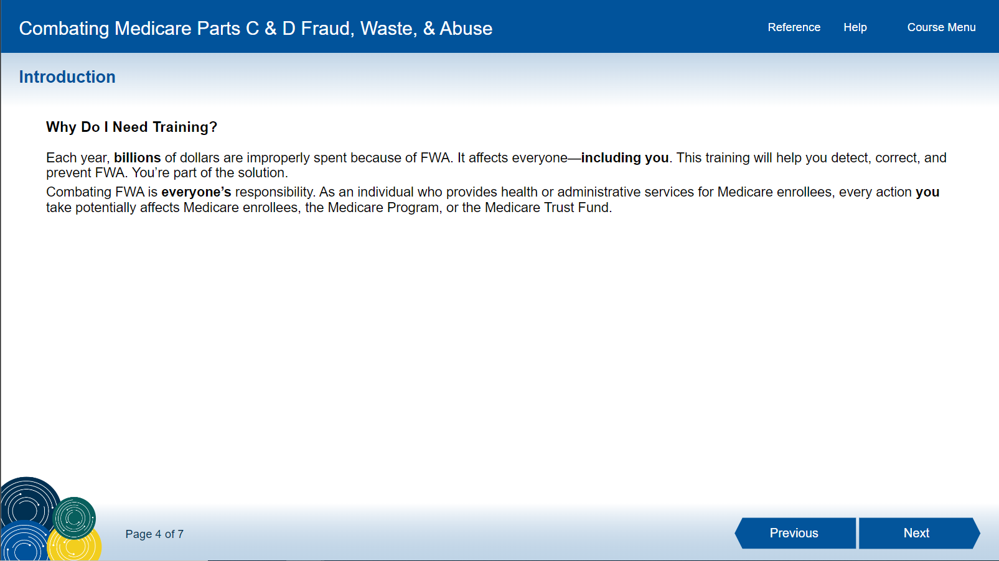 Combating Medicare Parts C & D Fraud, Waste, & Abuse
Reference
Help
Course Menu
Introduction
Why Do I Need Training?
Each year, billions of dollars are improperly spent because of FWA. It affects everyone—including you. This training will help you detect, correct, and
prevent FWA. You’re part of the solution.
Combating FWA is everyone’s responsibility. As an individual who provides health or administrative services for Medicare enrollees, every action you
take potentially affects Medicare enrollees, the Medicare Program, or the Medicare Trust Fund.
Page 4 of 7
Previous
Next